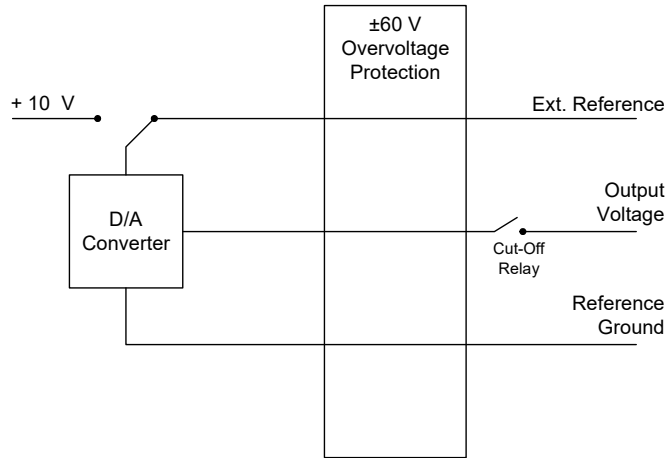 ±60 V
Overvoltage
Protection
+ 10 V
Ext. Reference
D/A
Converter
Output
Voltage
Cut-Off
Relay
Reference
Ground